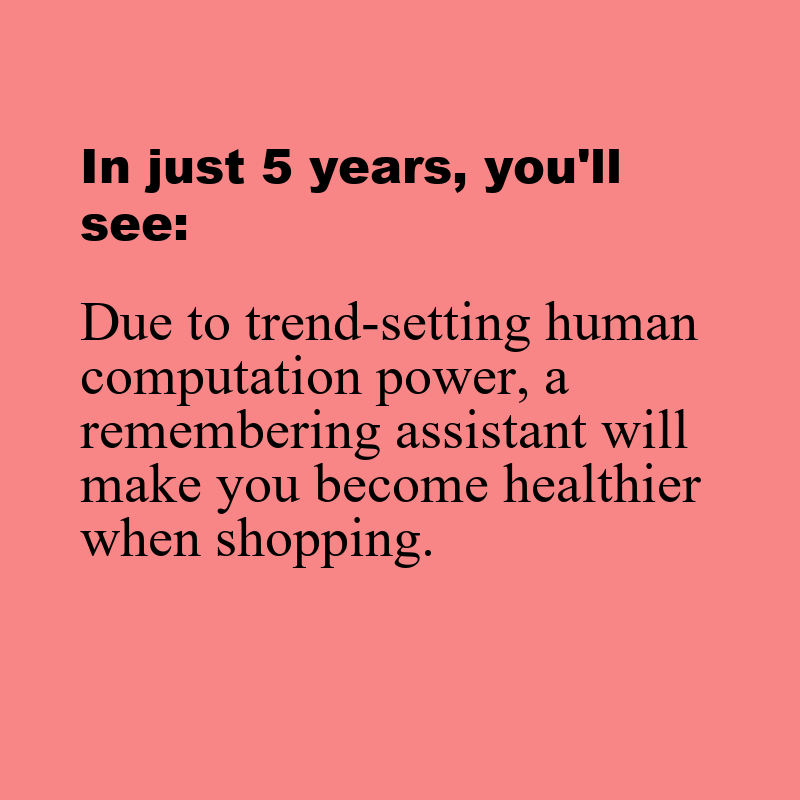 In just 5 years, you'll
see:
Due to trend-setting human
computation power, a
remembering assistant will
make you become healthier
when shopping.